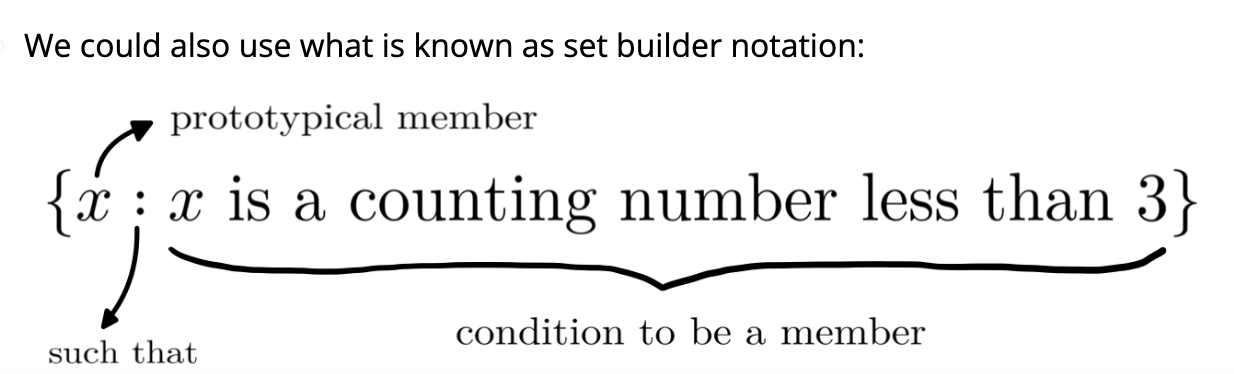 We could also use what is known as set builder notation:
prototypical member
{x : x is a counting number less than 3}
condition to be a member
such that